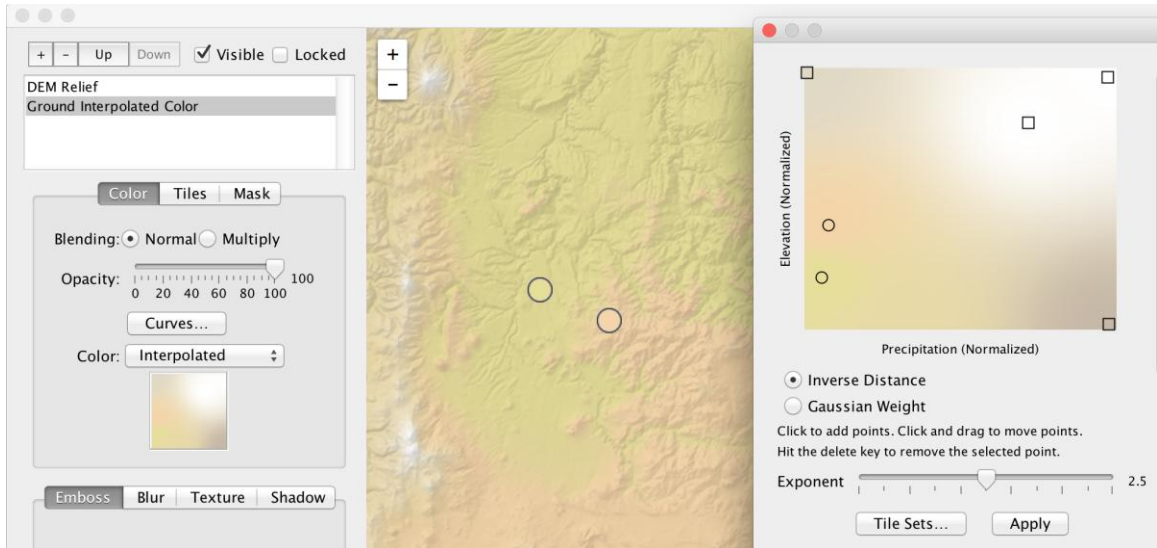 + - Up Down Visible Locked
DEM Relief
Ground Interpolated Color
Color Tiles Mask
Blending: Normal Multiply
Opacity: 100
0 20 40 60 80 100
Curves...
Color: Interpolated
Emboss Blur Texture Shadow
+
-
Elevation (Normalized)
Precipitation (Normalized)
Inverse Distance
Gaussian Weight
Click to add points. Click and drag to move points.
Hit the delete key to remove the selected point.
Exponent 2.5
Tile Sets... Apply